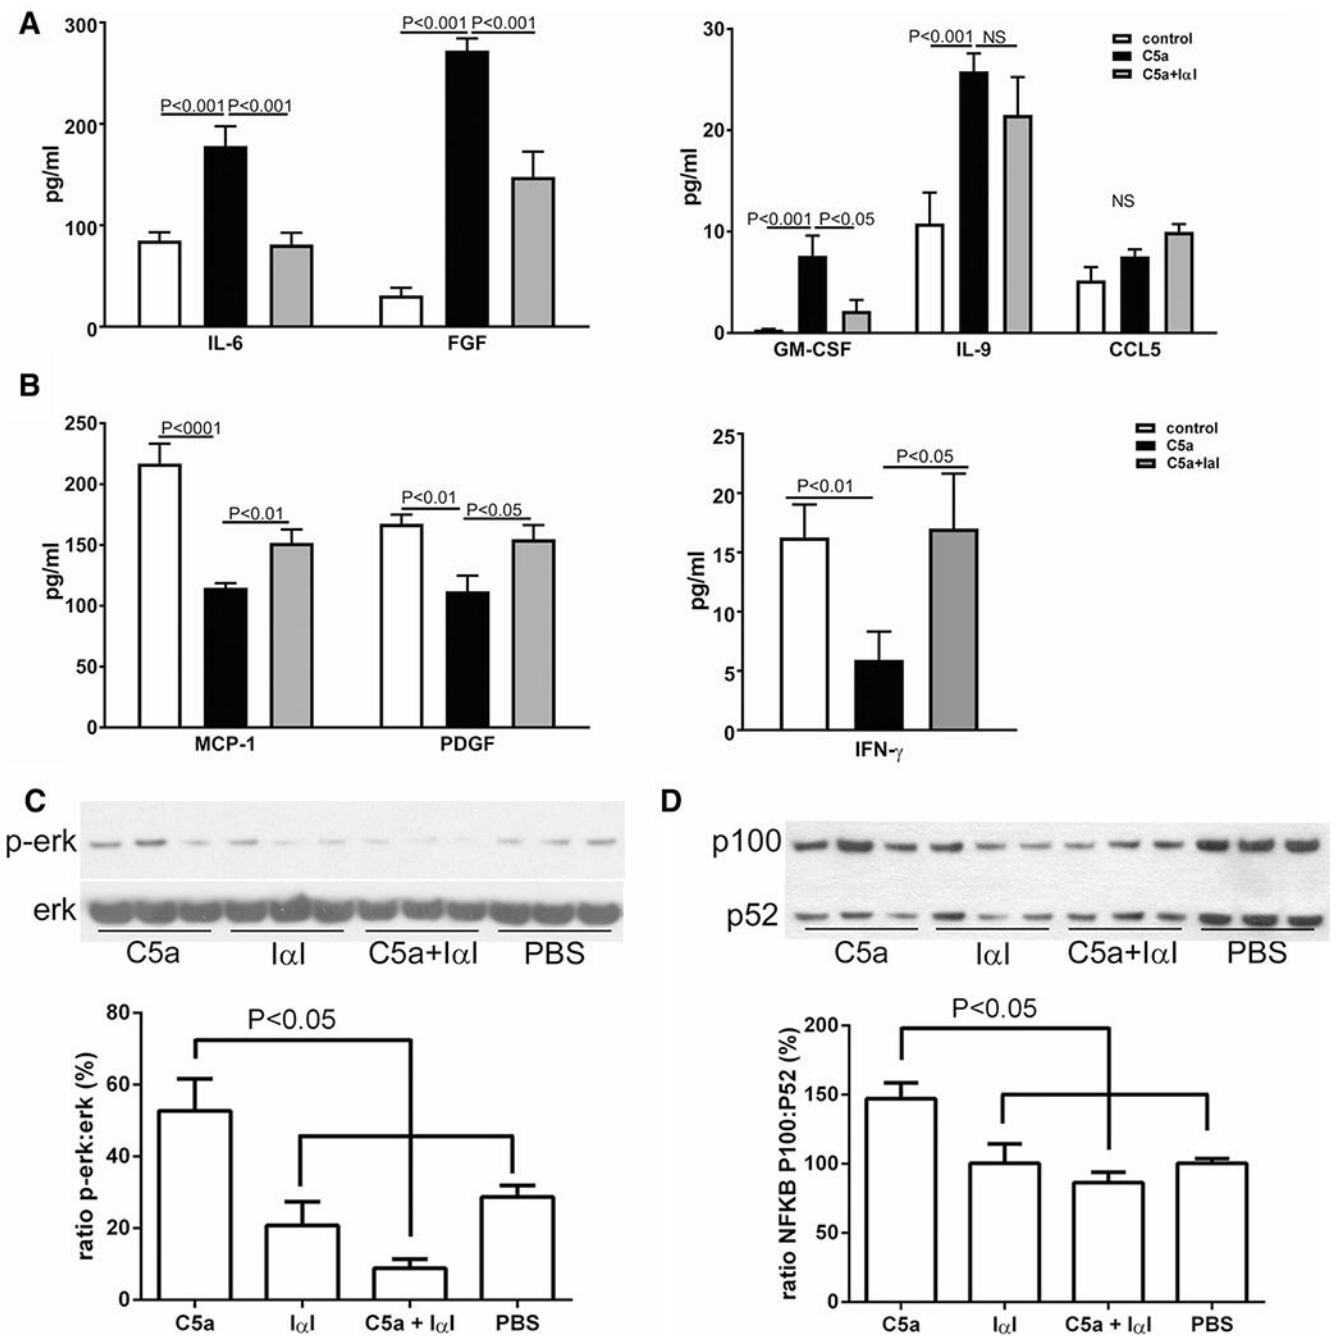 A
300
P<0.001 P<0.001
P<0.001 P<0.001
200
pg/ml
100
0
IL-6 FGF
30
P<0.001 NS
control
C5a
C5a+IαI
20
pg/ml
NS
P<0.001 P<0.05
10
0
GM-CSF IL-9 CCL5
B
250
P<0001
200
P<0.01
P<0.01 P<0.05
150
pg/ml
100
50
0
MCP-1 PDGF
25
control
C5a
C5a+IaI
P<0.05
P<0.01
20
15
pg/ml
10
5
0
IFN-γ
C
p-erk
erk
C5a IαI C5a+IαI PBS
80
P<0.05
60
ratio p-erk:erk (%)
40
20
0
C5a IαI C5a + IαI PBS
D
p100
p52
C5a IαI C5a+IαI PBS
200
P<0.05
150
ratio NFKB P100:P52 (%)
100
50
0
C5a IαI C5a + IαI PBS